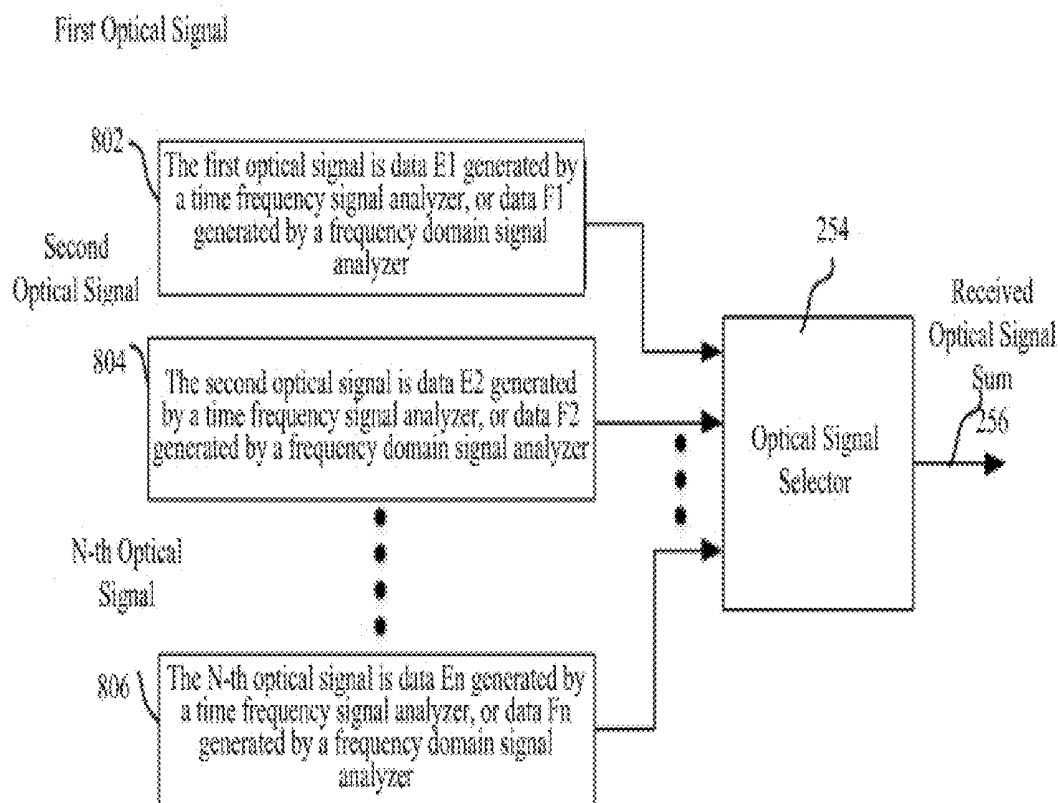 First Optical Signal
802
The first optical signal is data E1 generated by
a time frequency signal analyzer, or data F1
generated by a frequency domain signal
analyzer
Second
Optical Signal
804
The second optical signal is data E2 generated
by a time frequency signal analyzer, or data F2
generated by a frequency domain signal analyzer
N-th Optical
Signal
806
The N-th optical signal is data En generated by
a time frequency signal analyzer, or data Fn
generated by a frequency domain signal
analyzer
254
Optical Signal
Selector
Received
Optical Signal
Sum
256